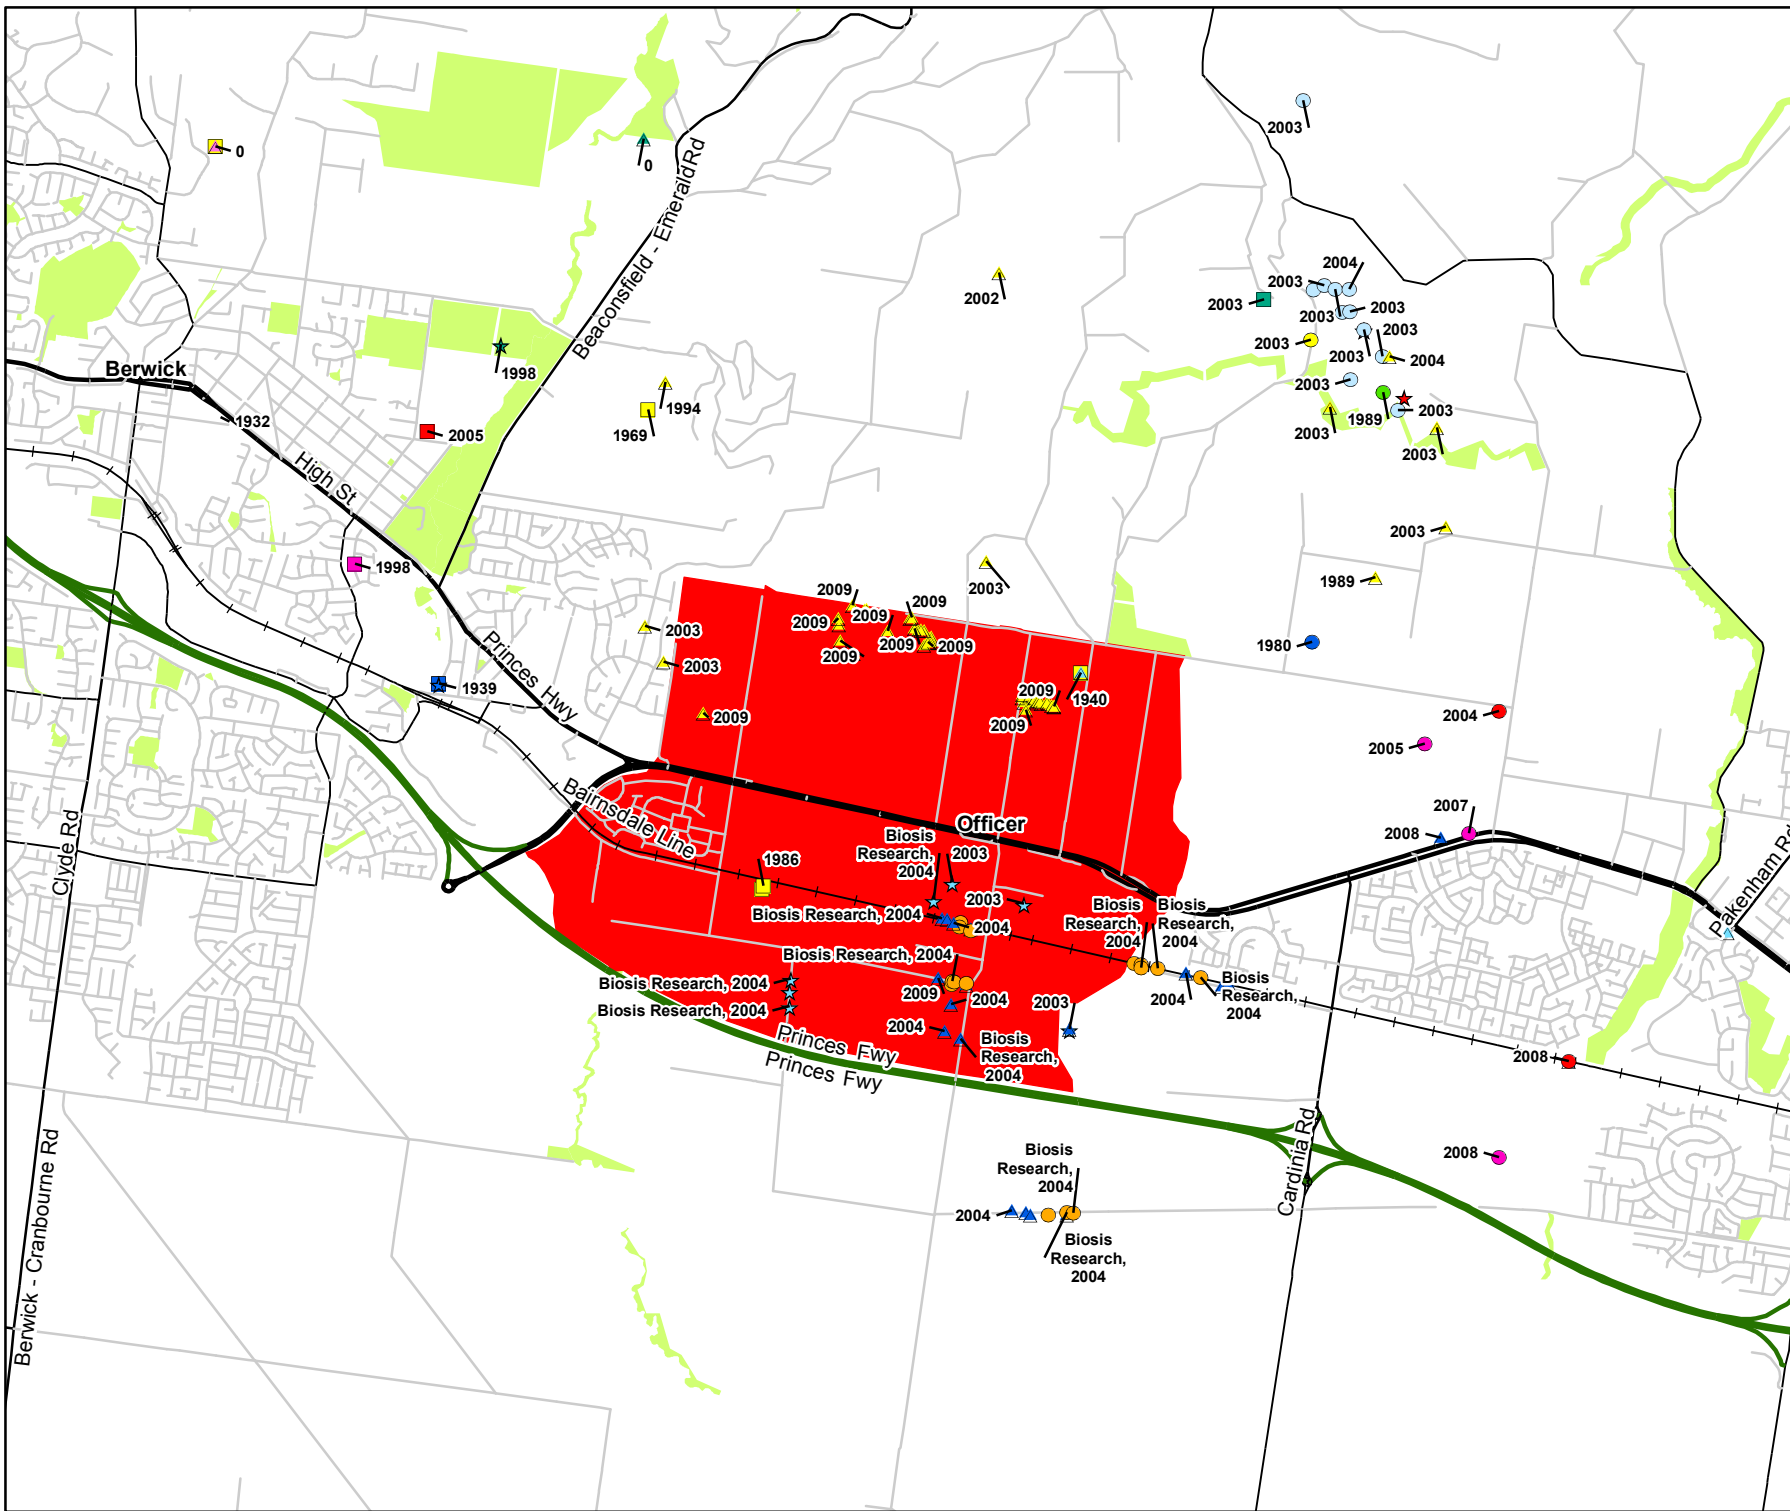 2003
0
0
Beaconsfield - Emerald Rd
2004
2003
2003
2002
2003
2003
2003
2003
2003
2004
Berwick
1998
2003
1994
1932
2005
1969
1989
2003
2003
2003
High St
2003
1998
1989
2003
2009
2009
2009
2009
2003
2009
2009
2009
1980
Princes Hwy
2003
1939
2009
1940
2009
2009
2004
2005
Bairnsdale Line
2007
Officer
2008
Clyde Rd
Biosis
Research,
2004
2003
1986
Pakenham Rd
2003
Biosis Research, 2004
2004
Biosis
Research,
2004
Biosis
Research,
2004
Biosis Research, 2004
Biosis Research, 2004
2009
2004
2003
2004
Biosis
Research,
2004
Biosis Research, 2004
2004
Biosis
Research,
2004
Princes Fwy
Princes Fwy
2008
Berwick - Cranbourne Rd
Cardinia Rd
2008
Biosis
Research,
2004
2004
Biosis
Research,
2004